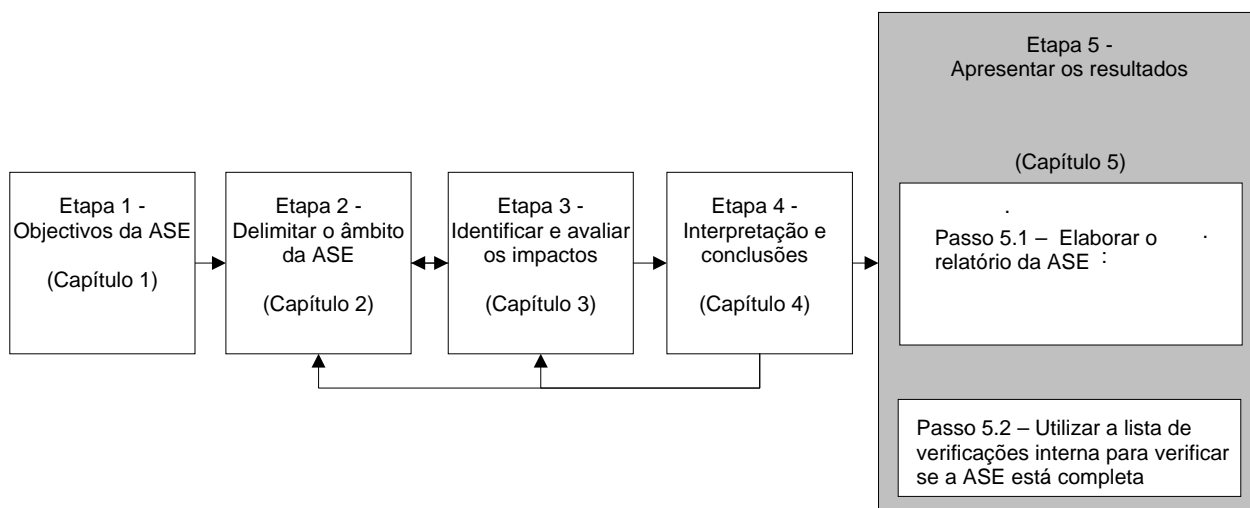 Etapa 1 -
Objectivos da ASE
(Capítulo 1)
Etapa 2 -
Delimitar o âmbito
da ASE
(Capítulo 2)
Etapa 3 -
Identificar e avaliar
os impactos
(Capítulo 3)
Etapa 4 -
Interpretação e
conclusões
(Capítulo 4)
Etapa 5 -
Apresentar os resultados
(Capítulo 5)
Passo 5.1 – Elaborar o
relatório da ASE
Passo 5.2 – Utilizar a lista de
verificações interna para verificar
se a ASE está completa